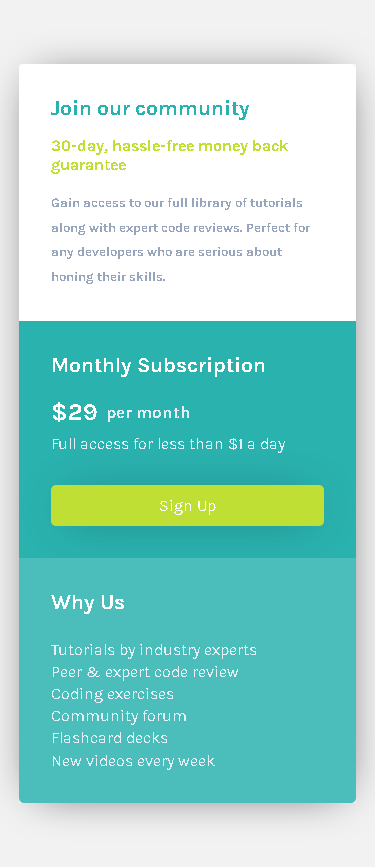 Join our community
30-day, hassle-free money back
guarantee
Gain access to our full library of tutorials
along with expert code reviews. Perfect for
any developers who are serious about
honing their skills.
Monthly Subscription
$29 per month
Full access for less than $1 a day
Sign Up
Why Us
Tutorials by industry experts
Peer & expert code review
Coding exercises
Community forum
Flashcard decks
New videos every week